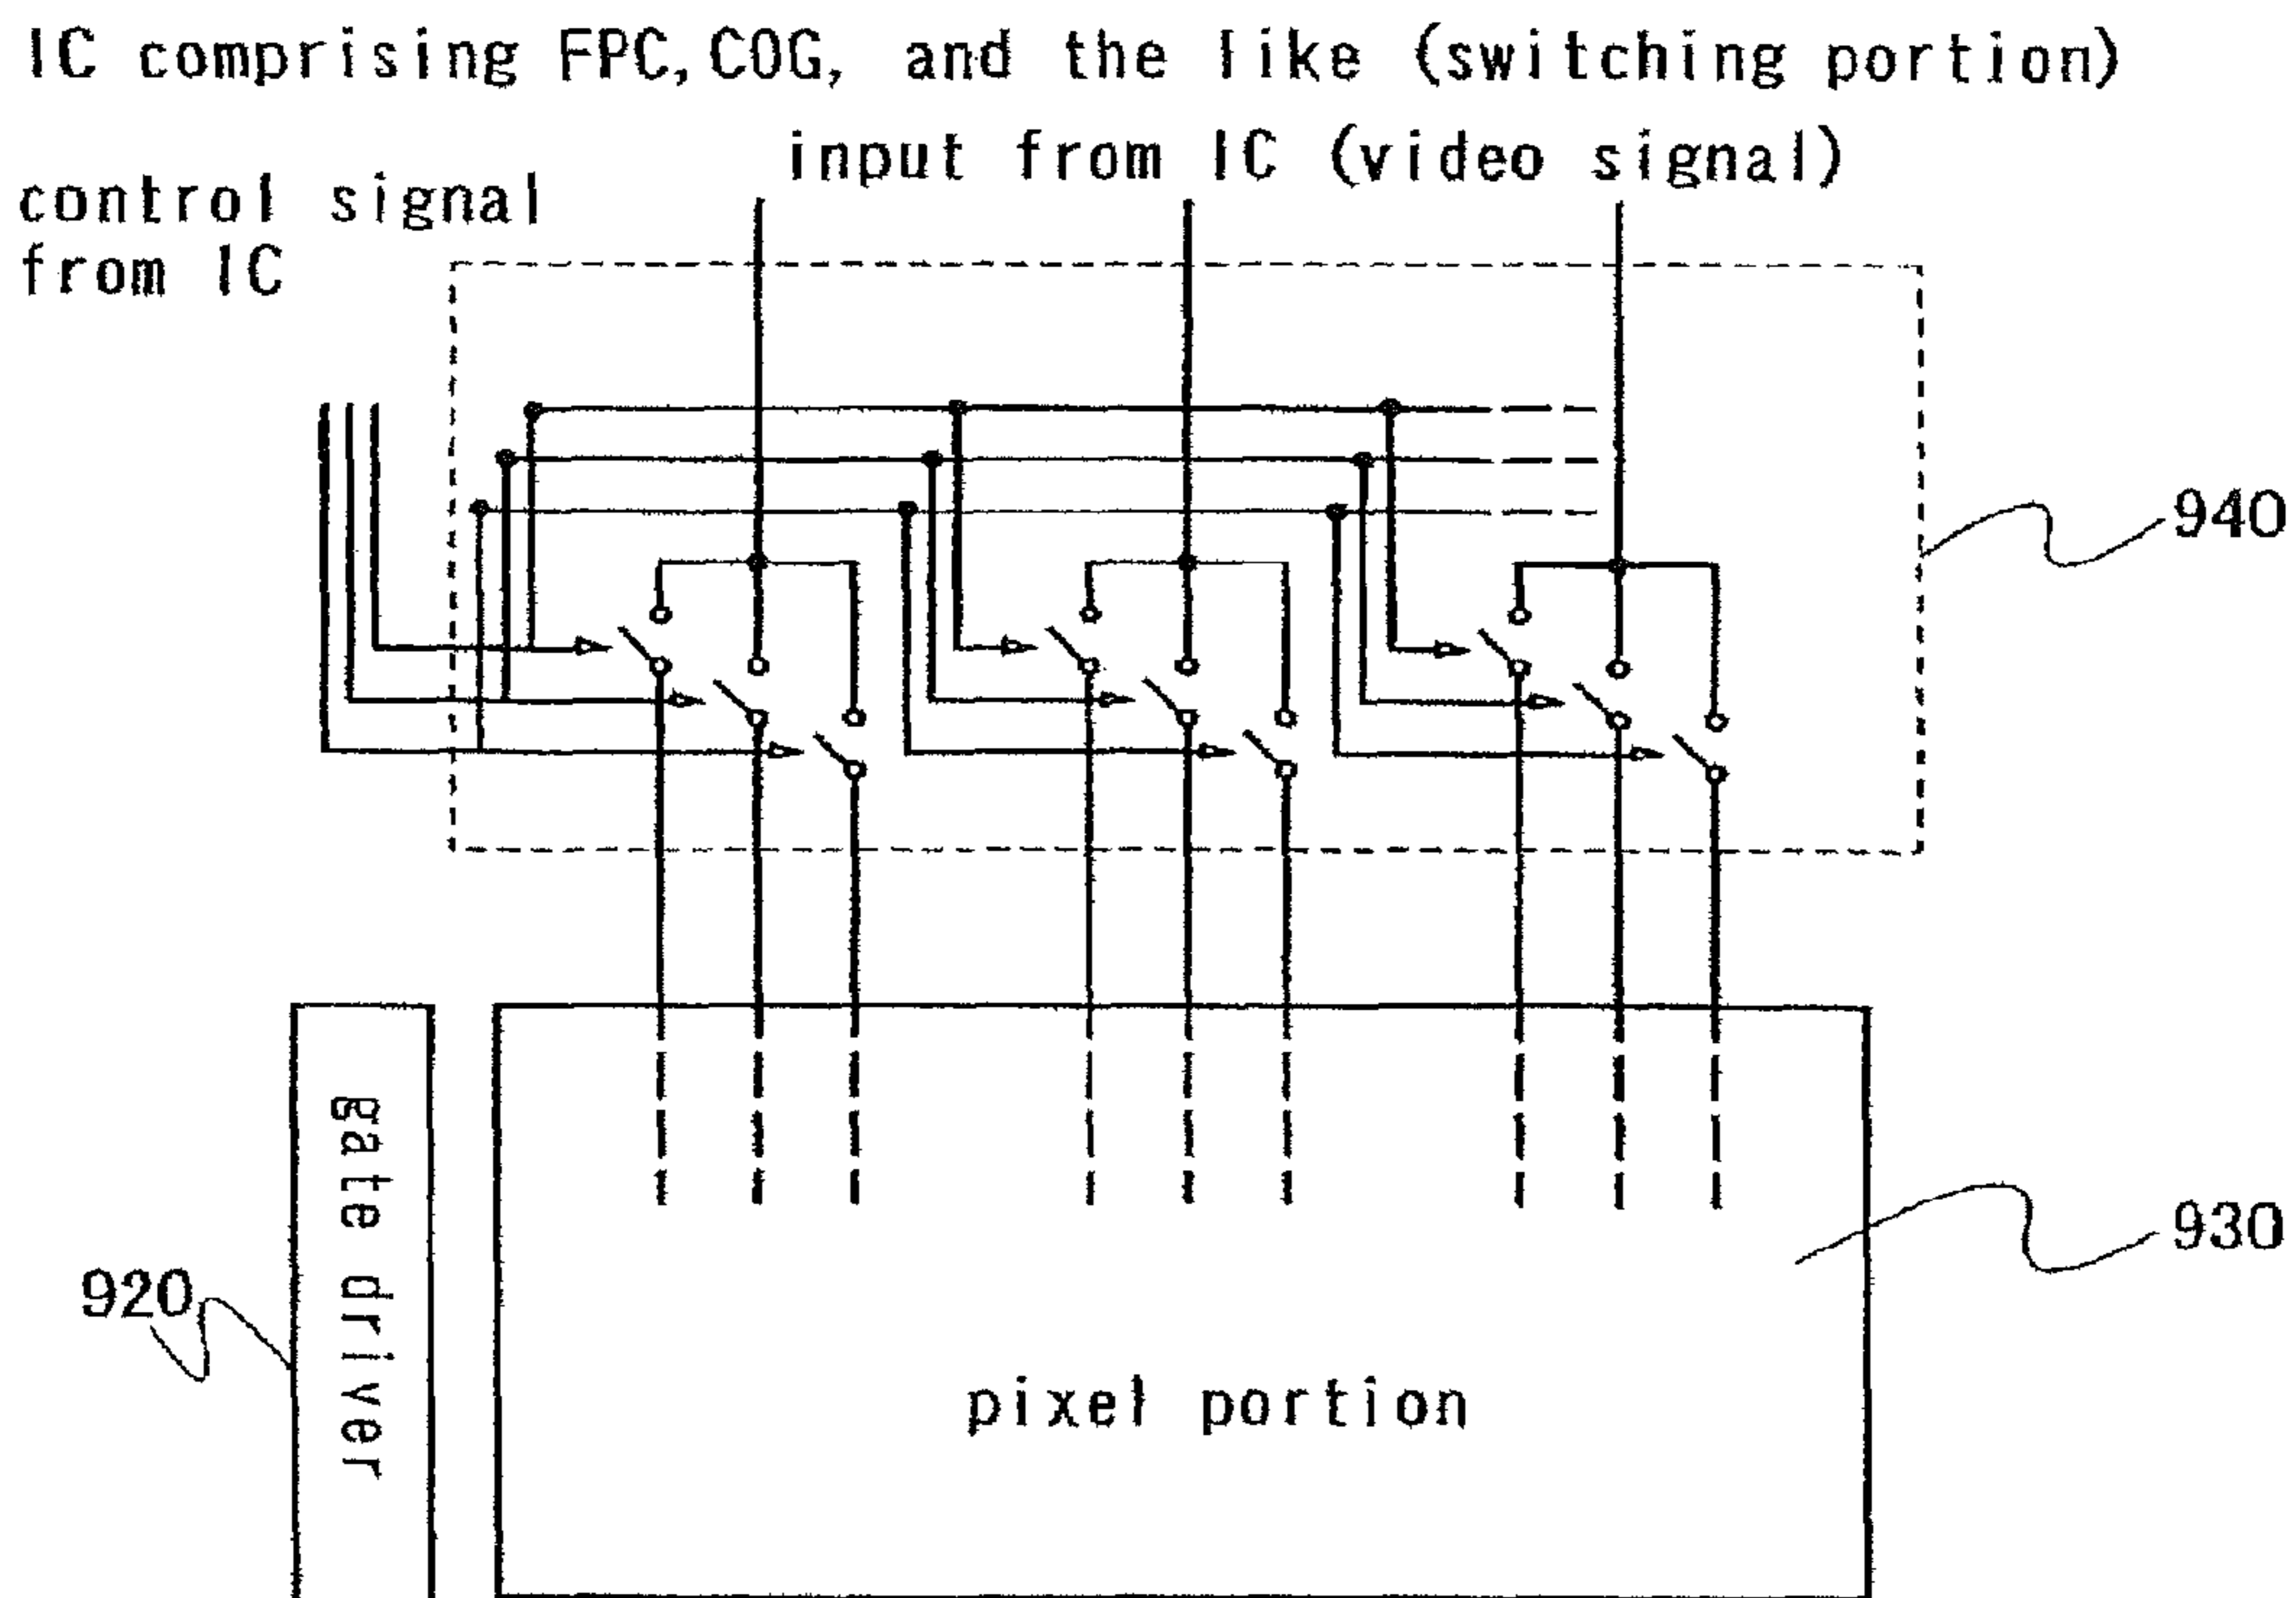 IC comprising FPC, COG, and the like (switching portion)
input from IC (video signal)
control signal
from IC
940
930
920
gate driver
pixel portion